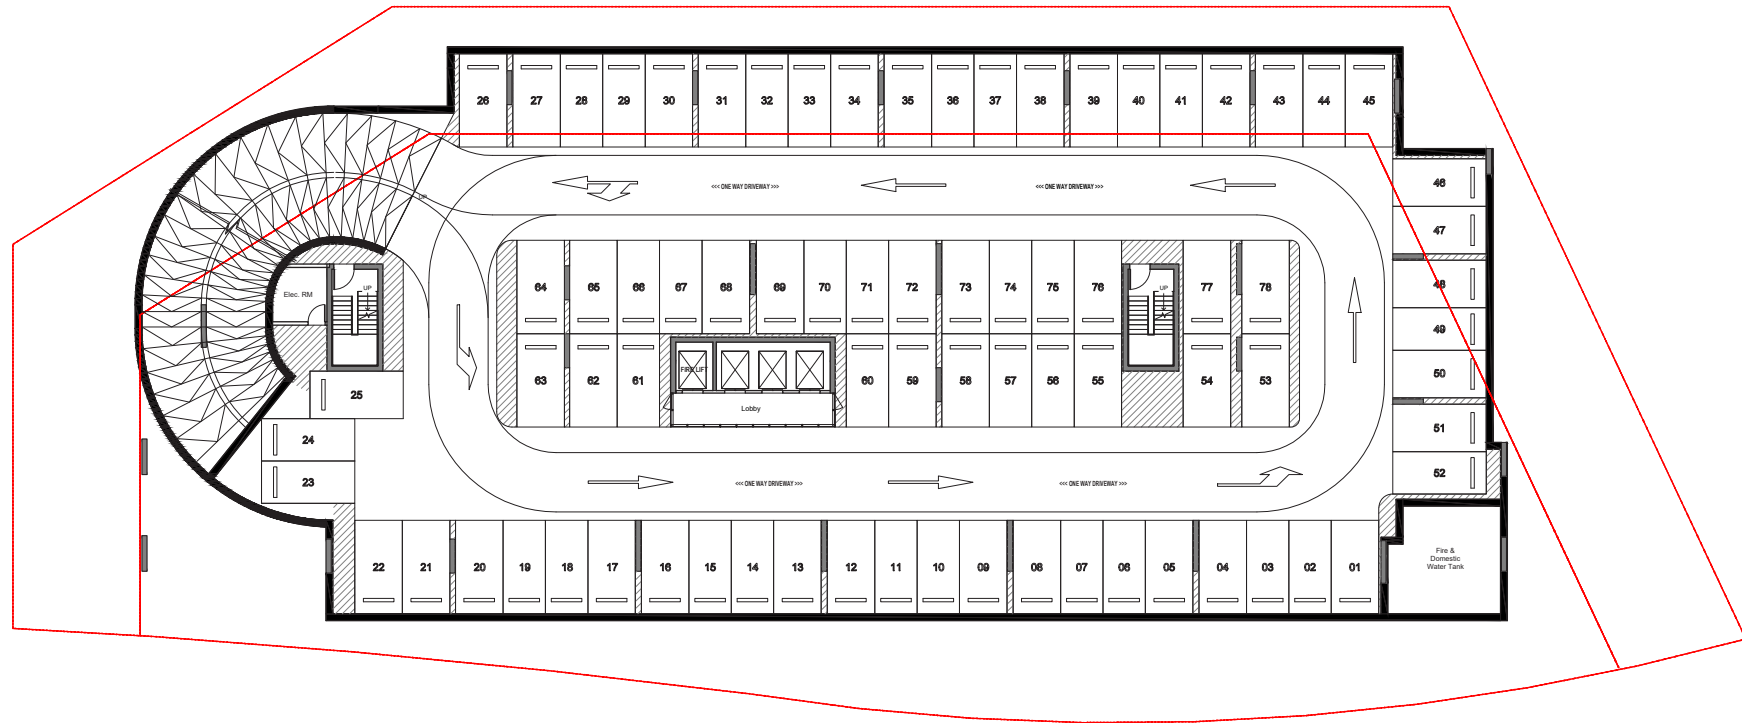 26 27 28 29 30 31 32 33 34 35 36 37 38 39 40 41 42 43 44 45
<<< ONE WAY DRIVEWAY >>> <<< ONE WAY DRIVEWAY >>>
46
UP
47
64 65 66 67 68 69 70 71 72 73 74 75 76 77 78
UP UP
Elec. RM
48
49
FIRE LIFT
63 62 61 60 59 58 57 56 55 54 53
50
25
Lobby
51
24
52
23
<<< ONE WAY DRIVEWAY >>> <<< ONE WAY DRIVEWAY >>>
22 21 20 19 18 17 16 15 14 13 12 11 10 09 08 07 06 05 04 03 02 01
Fire &
Domestic
Water Tank